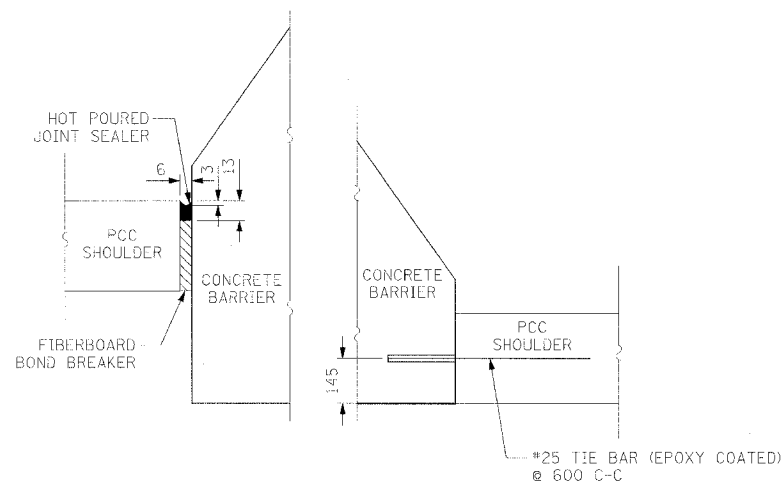 HOT POURED
JOINT SEALER
6
3
13
PCC
SHOULDER
CONCRETE
BARRIER
FIBERBOARD
BOND BREAKER
CONCRETE
BARRIER
PCC
SHOULDER
145
#25 TIE BAR (EPOXY COATED)
@ 600 C-C